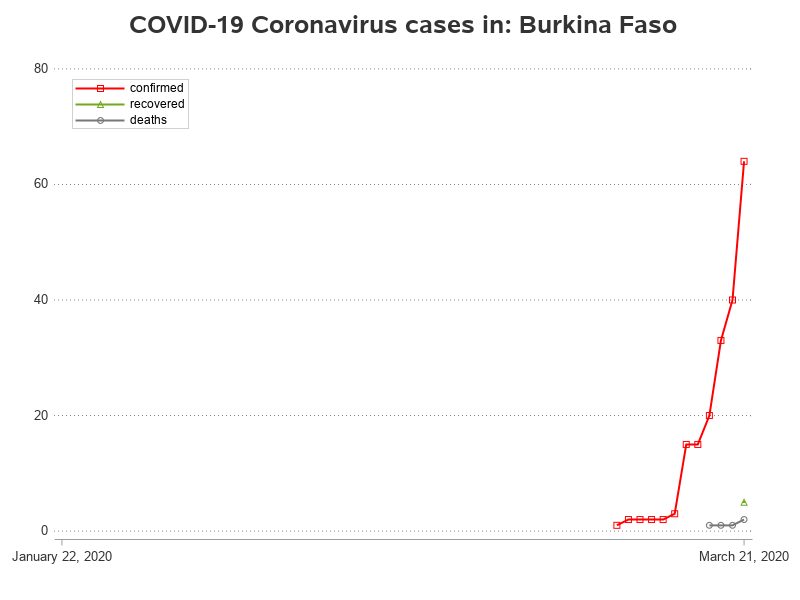 COVID-19 Coronavirus cases in: Burkina Faso
80
confirmed
recovered
deaths
60
40
20
0
January 22, 2020
March 21, 2020